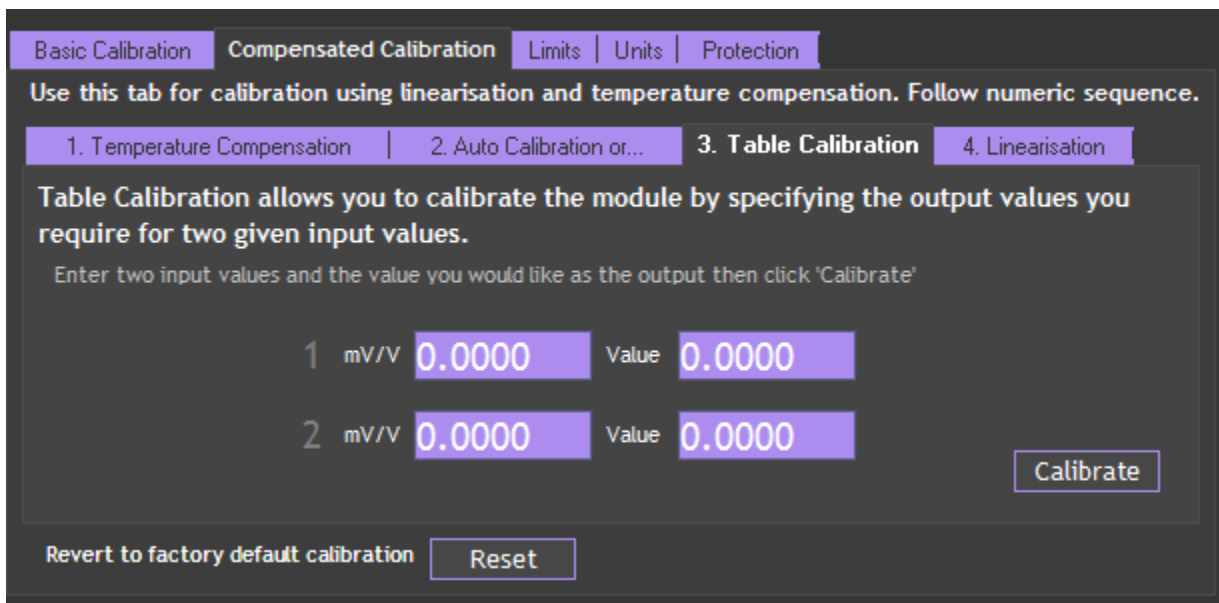 Basic Calibration Compensated Calibration Limits Units Protection
Use this tab for calibration using linearisation and temperature compensation. Follow numeric sequence.
1. Temperature Compensation 2. Auto Calibration or... 3. Table Calibration 4. Linearisation
Table Calibration allows you to calibrate the module by specifying the output values you
require for two given input values.
Enter two input values and the value you would like as the output then click 'Calibrate'
1 mV/V 0.0000 Value 0.0000
2 mV/V 0.0000 Value 0.0000
Calibrate
Revert to factory default calibration Reset